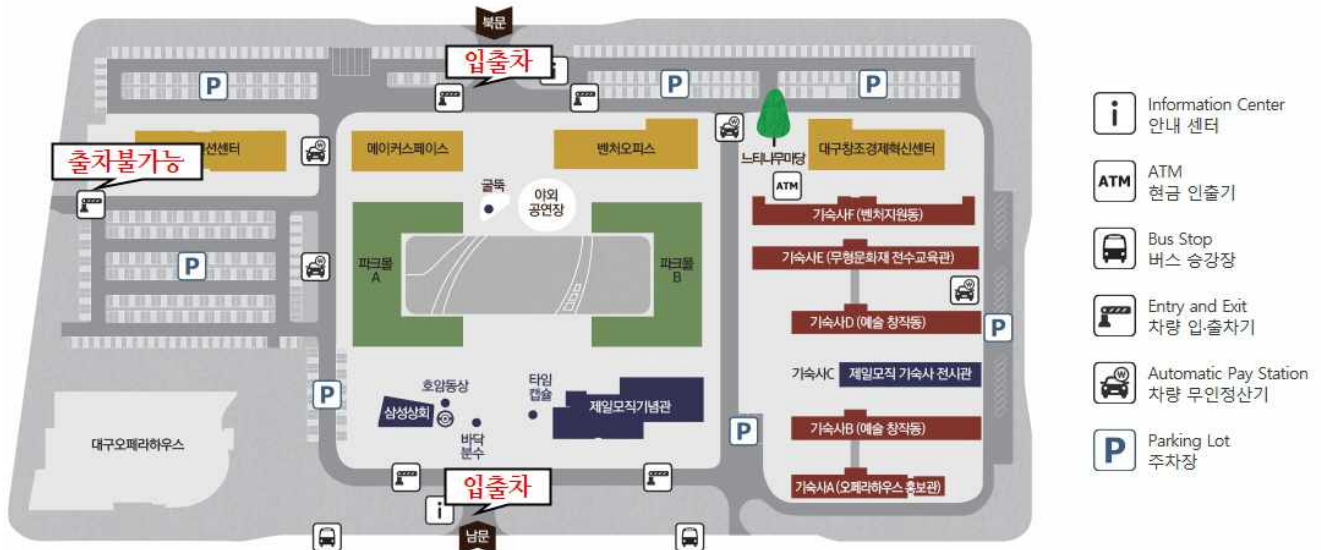 북문
입출차
P
P
P
션센터
메이커스페이스
벤처오피스
느티나무마당
대구창조경제혁신센터
출차불가능
ATM
굴뚝
야외
공연장
기숙사F (벤처지원동)
파크몰
A
파크몰
B
기숙사E (무형문화재 전수교육관)
P
기숙사D (예술 창작동)
P
기숙사C
제일모직 기숙사 전시관
P
호암동상
타임
캡슐
삼성상회
제일모직기념관
바닥
분수
P
기숙사B (예술 창작동)
대구오페라하우스
기숙사A (오페라하우스 홍보관)
입출차
i
남문
i
Information Center
안내 센터
ATM
ATM
현금 인출기
Bus Stop
버스 승강장
Entry and Exit
차량 입·출차기
W
Automatic Pay Station
차량 무인정산기
P
Parking Lot
주차장